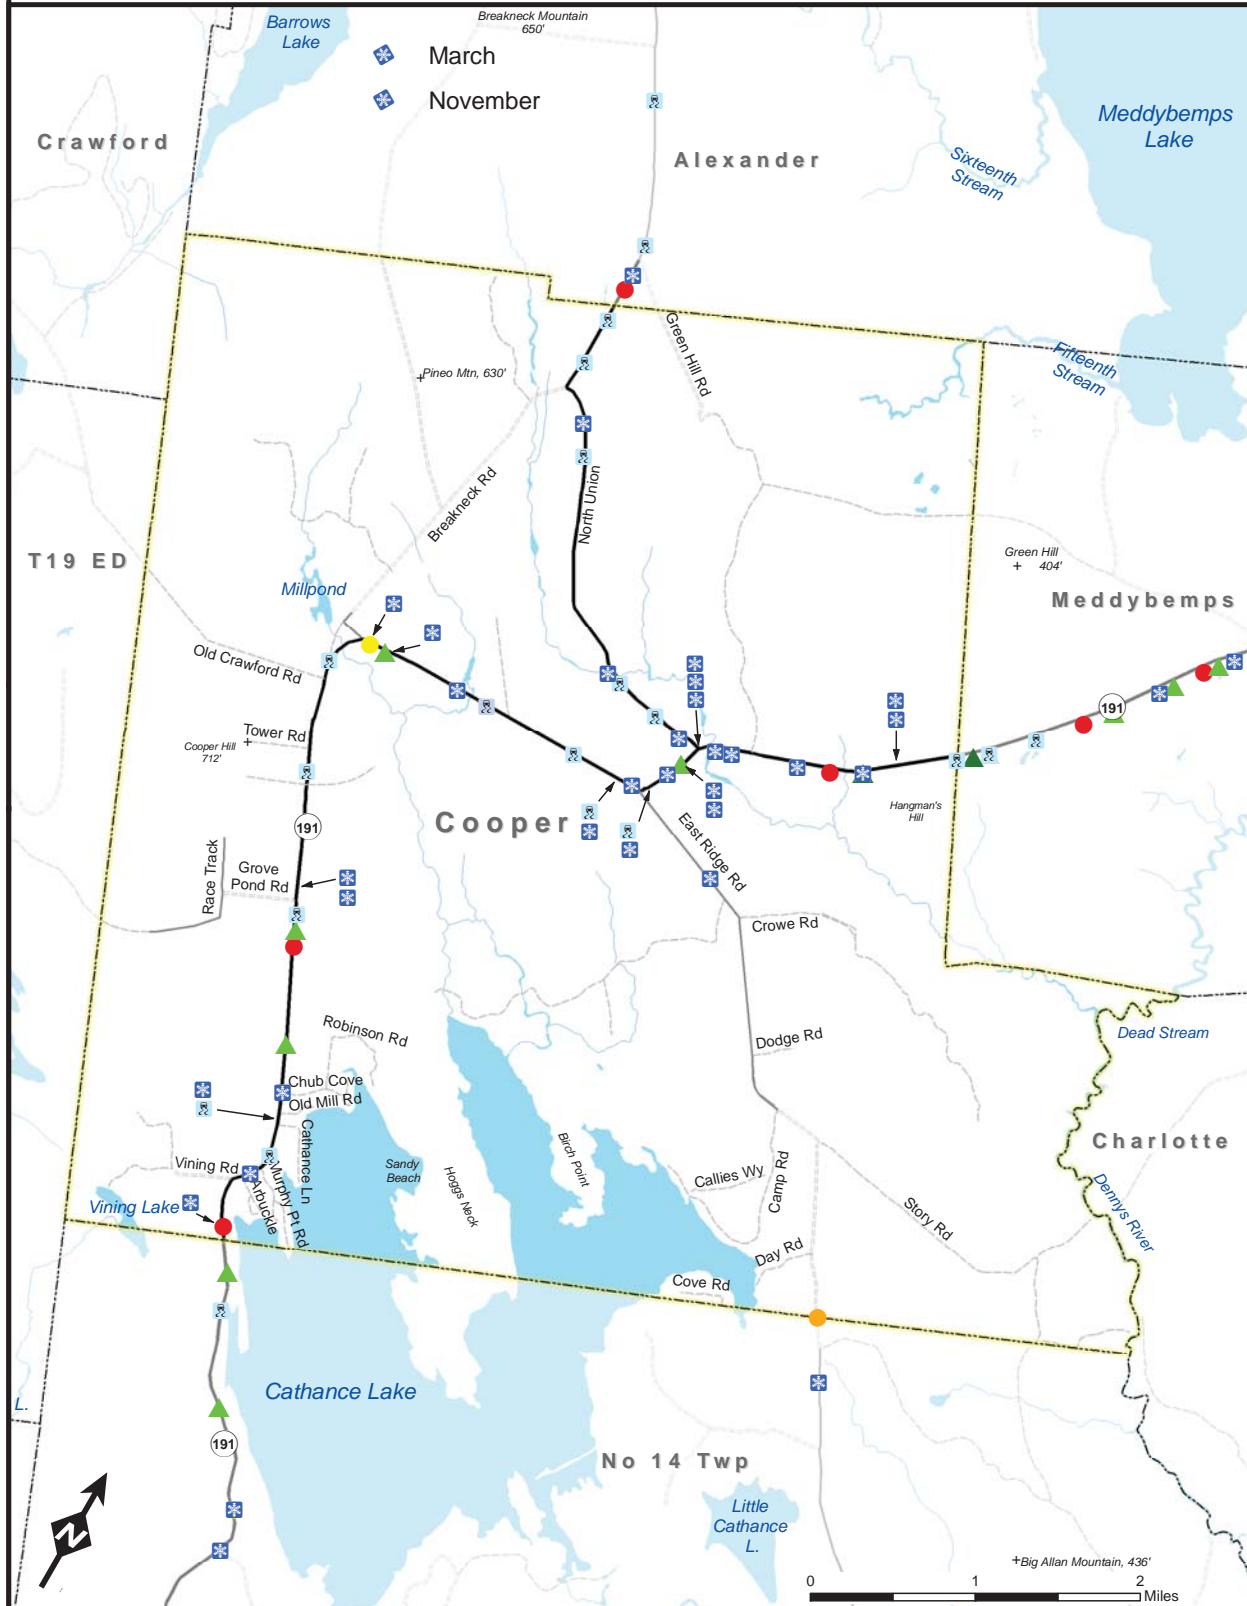 Breakneck Mountain
650'
Barrows
Lake
March
November
Meddybemps
Lake
Crawford
Alexander
Sixteenth
Stream
Green Hill Rd
Fifteenth
Stream
Pineo Mtn, 630'
Breakneck Rd
North Union
T19 ED
Green Hill
404'
Millpond
Meddybemps
Old Crawford Rd
191
Tower Rd
Cooper Hill
712'
Hangman's
Hill
191
Cooper
East Ridge Rd
Race Track
Grove
Pond Rd
Crowe Rd
Robinson Rd
Dodge Rd
Dead Stream
Chub Cove
Old Mill Rd
Cathance Ln
Charlotte
Birch Point
Sandy
Beach
Hoggs Neck
Vining Rd
Murphy Pt Rd
Arbuckle
Callies Wy
Camp Rd
Vining Lake
Story Rd
Dennys River
Day Rd
Cove Rd
Cathance Lake
L.
191
No 14 Twp
Little
Cathance
L.
N
Big Allan Mountain, 436'
0 1 2
Miles